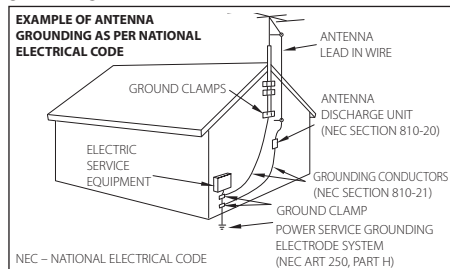 EXAMPLE OF ANTENNA
GROUNDING AS PER NATIONAL
ELECTRICAL CODE
ANTENNA
LEAD IN WIRE
GROUND CLAMPS
ANTENNA
DISCHARGE UNIT
(NEC SECTION 810-20)
ELECTRIC
SERVICE
EQUIPMENT
GROUNDING CONDUCTORS
(NEC SECTION 810-21)
GROUND CLAMP
POWER SERVICE GROUNDING
ELECTRODE SYSTEM
(NEC ART 250, PART H)
NEC – NATIONAL ELECTRICAL CODE